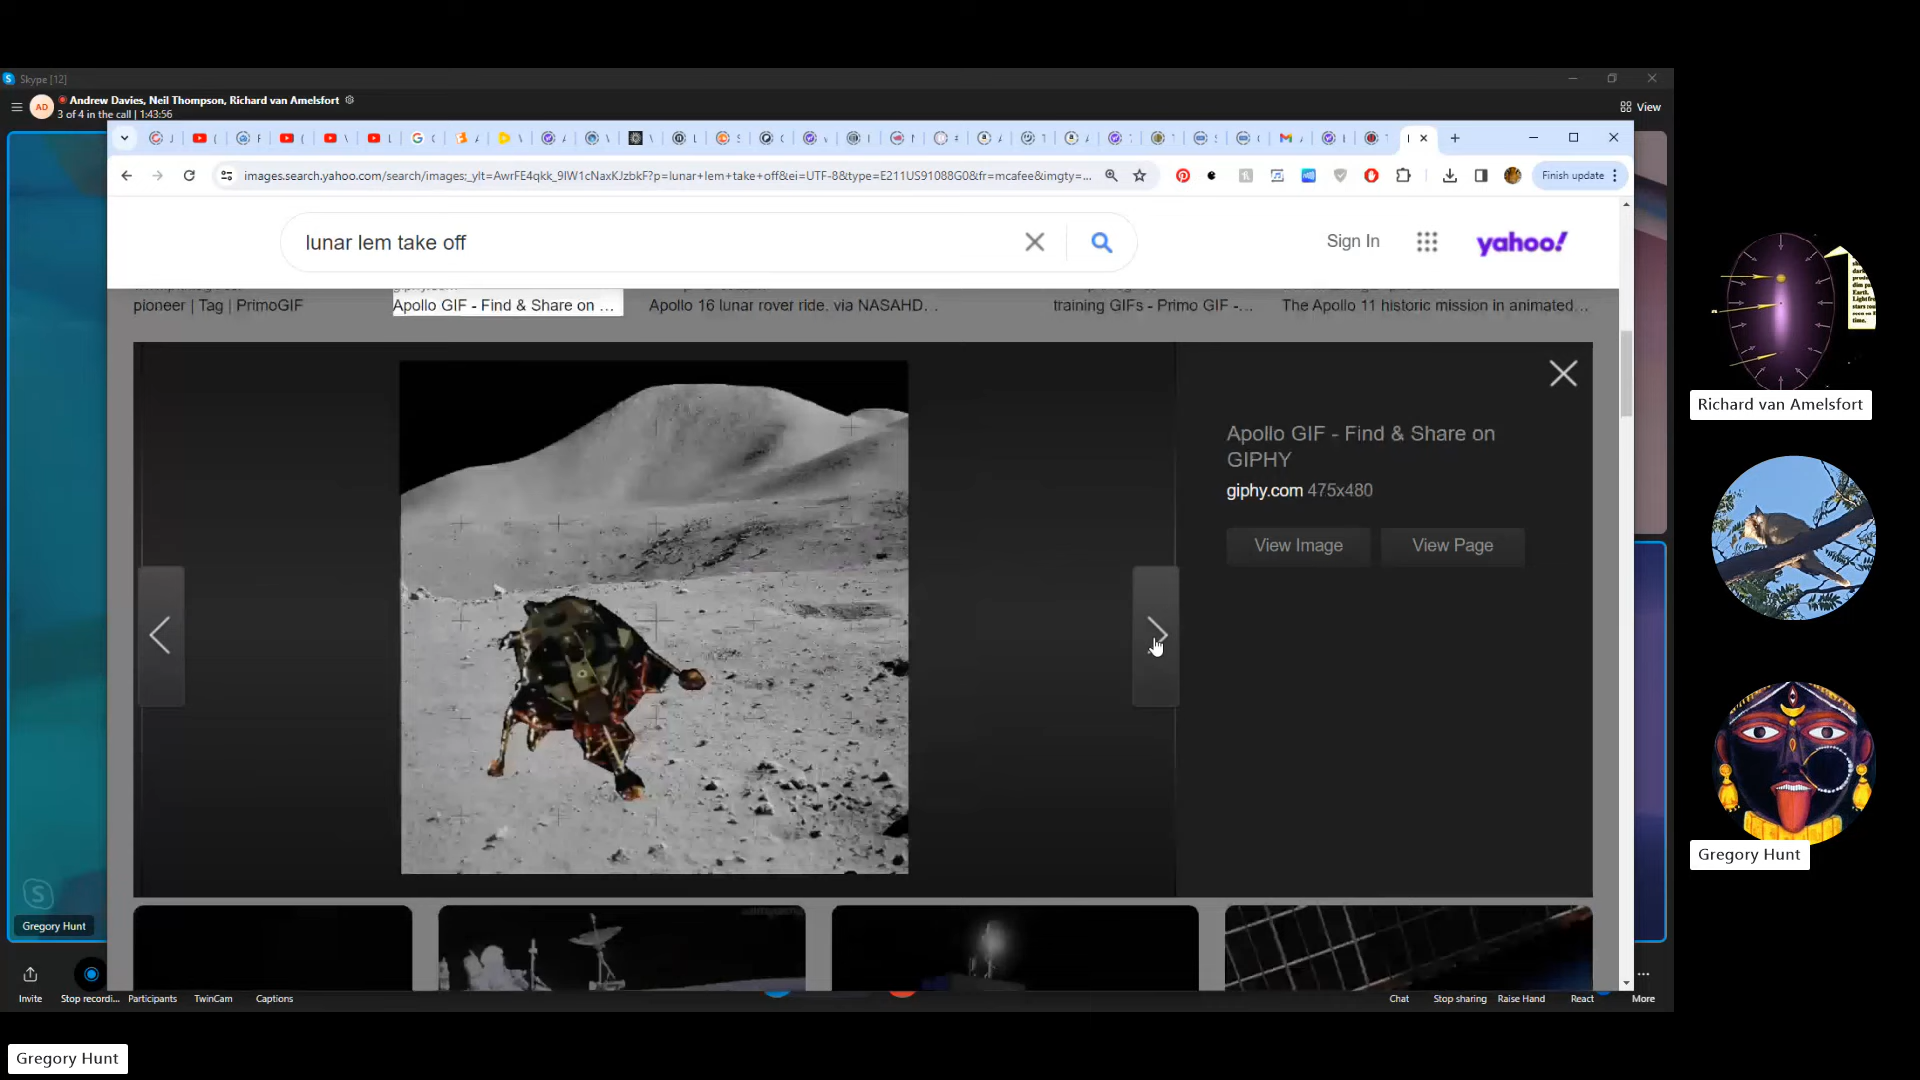 Skype [12]
AD
Andrew Davies, Neil Thompson, Richard van Amelsfort
3 of 4 in the call | 1:43:56
View
images.search.yahoo.com/search/images;_ylt=AwrFE4qkk_9lW1cNaxKJzbkF?p=lunar+lem+take+off&ei=UTF-8&type=E211US91088G0&fr=mcafee&imgty=...
Finish update
lunar lem take off
Sign In
yahoo!
pioneer | Tag | PrimoGIF
Apollo GIF - Find & Share on ...
Apollo 16 lunar rover ride. via NASAHD...
training GIFs - Primo GIF -...
The Apollo 11 historic mission in animated...
Apollo GIF - Find & Share on
GIPHY
giphy.com 475x480
View Image
View Page
Richard van Amelsfort
Gregory Hunt
Gregory Hunt
Invite
Stop recordi...
Participants
TwinCam
Captions
Chat
Stop sharing
Raise Hand
React
More
Gregory Hunt